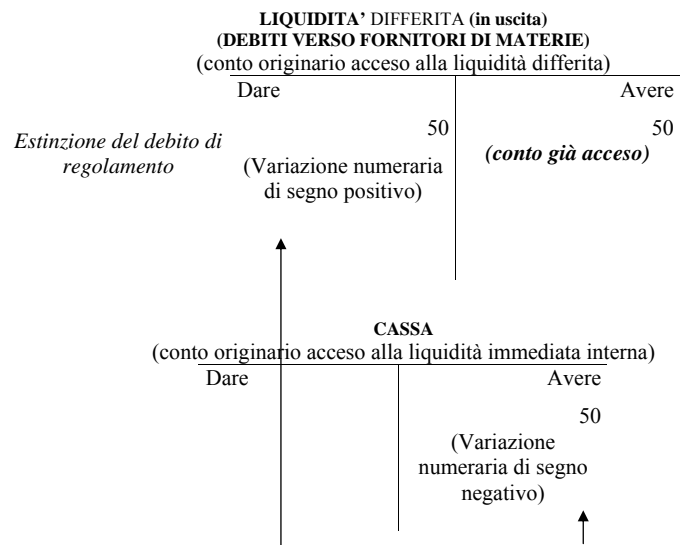 LIQUIDITA’ DIFFERITA (in uscita)
(DEBITI VERSO FORNITORI DI MATERIE)
(conto originario acceso alla liquidità differita)
Dare Avere
50 50
Estinzione del debito di
regolamento
(Variazione numeraria
di segno positivo)
(conto già acceso)
CASSA
(conto originario acceso alla liquidità immediata interna)
Dare Avere
50
(Variazione
numeraria di segno
negativo)